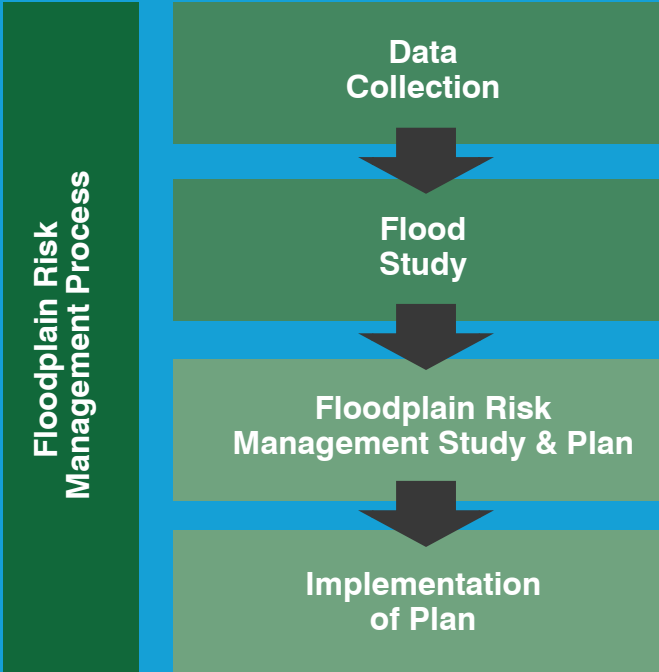 Floodplain Risk
Management Process
Data
Collection
Flood
Study
Floodplain Risk
Management Study & Plan
Implementation
of Plan